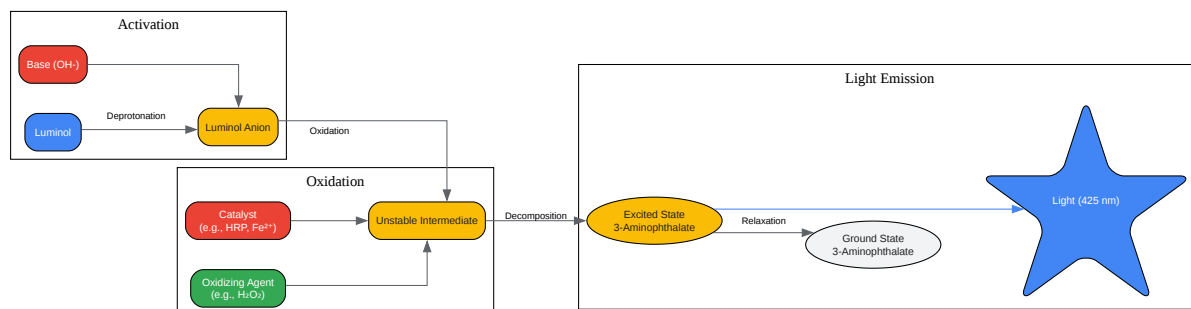 Activation
Base (OH-)
Luminol
Deprotonation
Luminol Anion
Oxidation
Oxidation
Catalyst
(e.g., HRP, Fe²⁺)
Oxidizing Agent
(e.g., H₂O₂)
Unstable Intermediate
Decomposition
Light Emission
Excited State
3-Aminophthalate
Relaxation
Ground State
3-Aminophthalate
Light (425 nm)